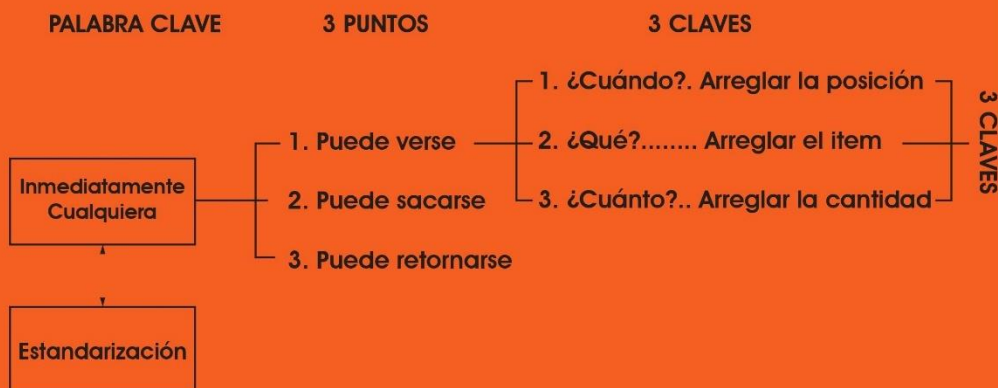 PALABRA CLAVE
3 PUNTOS
3 CLAVES
Inmediatamente
Cualquiera
Estandarización
1. Puede verse
2. Puede sacarse
3. Puede retornarse
1. ¿Cuándo?. Arreglar la posición
2. ¿Qué?........ Arreglar el item
3. ¿Cuánto?.. Arreglar la cantidad
3 CLAVES